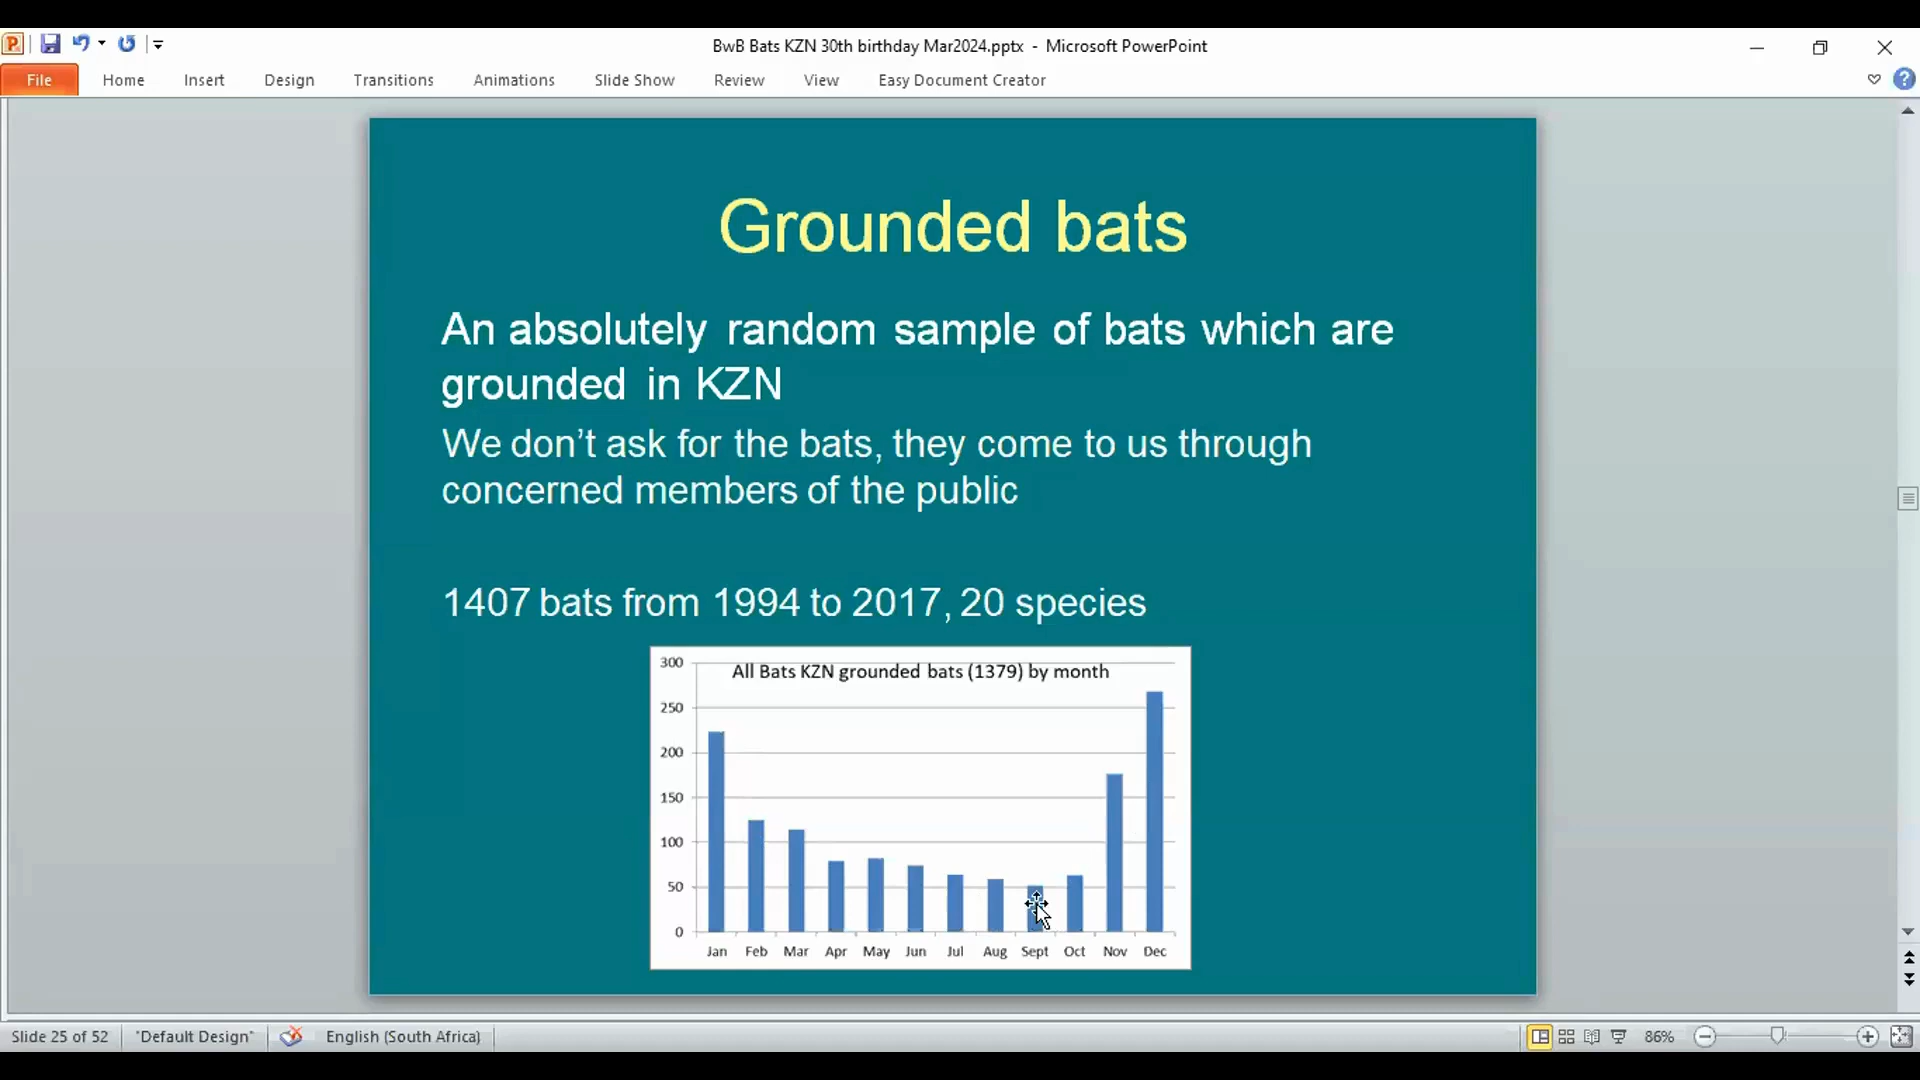 BwB Bats KZN 30th birthday Mar2024.pptx - Microsoft PowerPoint
File Home Insert Design Transitions Animations Slide Show Review View Easy Document Creator
Grounded bats
An absolutely random sample of bats which are
grounded in KZN
We don’t ask for the bats, they come to us through
concerned members of the public
1407 bats from 1994 to 2017, 20 species
All Bats KZN grounded bats (1379) by month
300
250
200
150
100
50
0
Jan Feb Mar Apr May Jun Jul Aug Sept Oct Nov Dec
Slide 25 of 52 "Default Design" English (South Africa) 86%